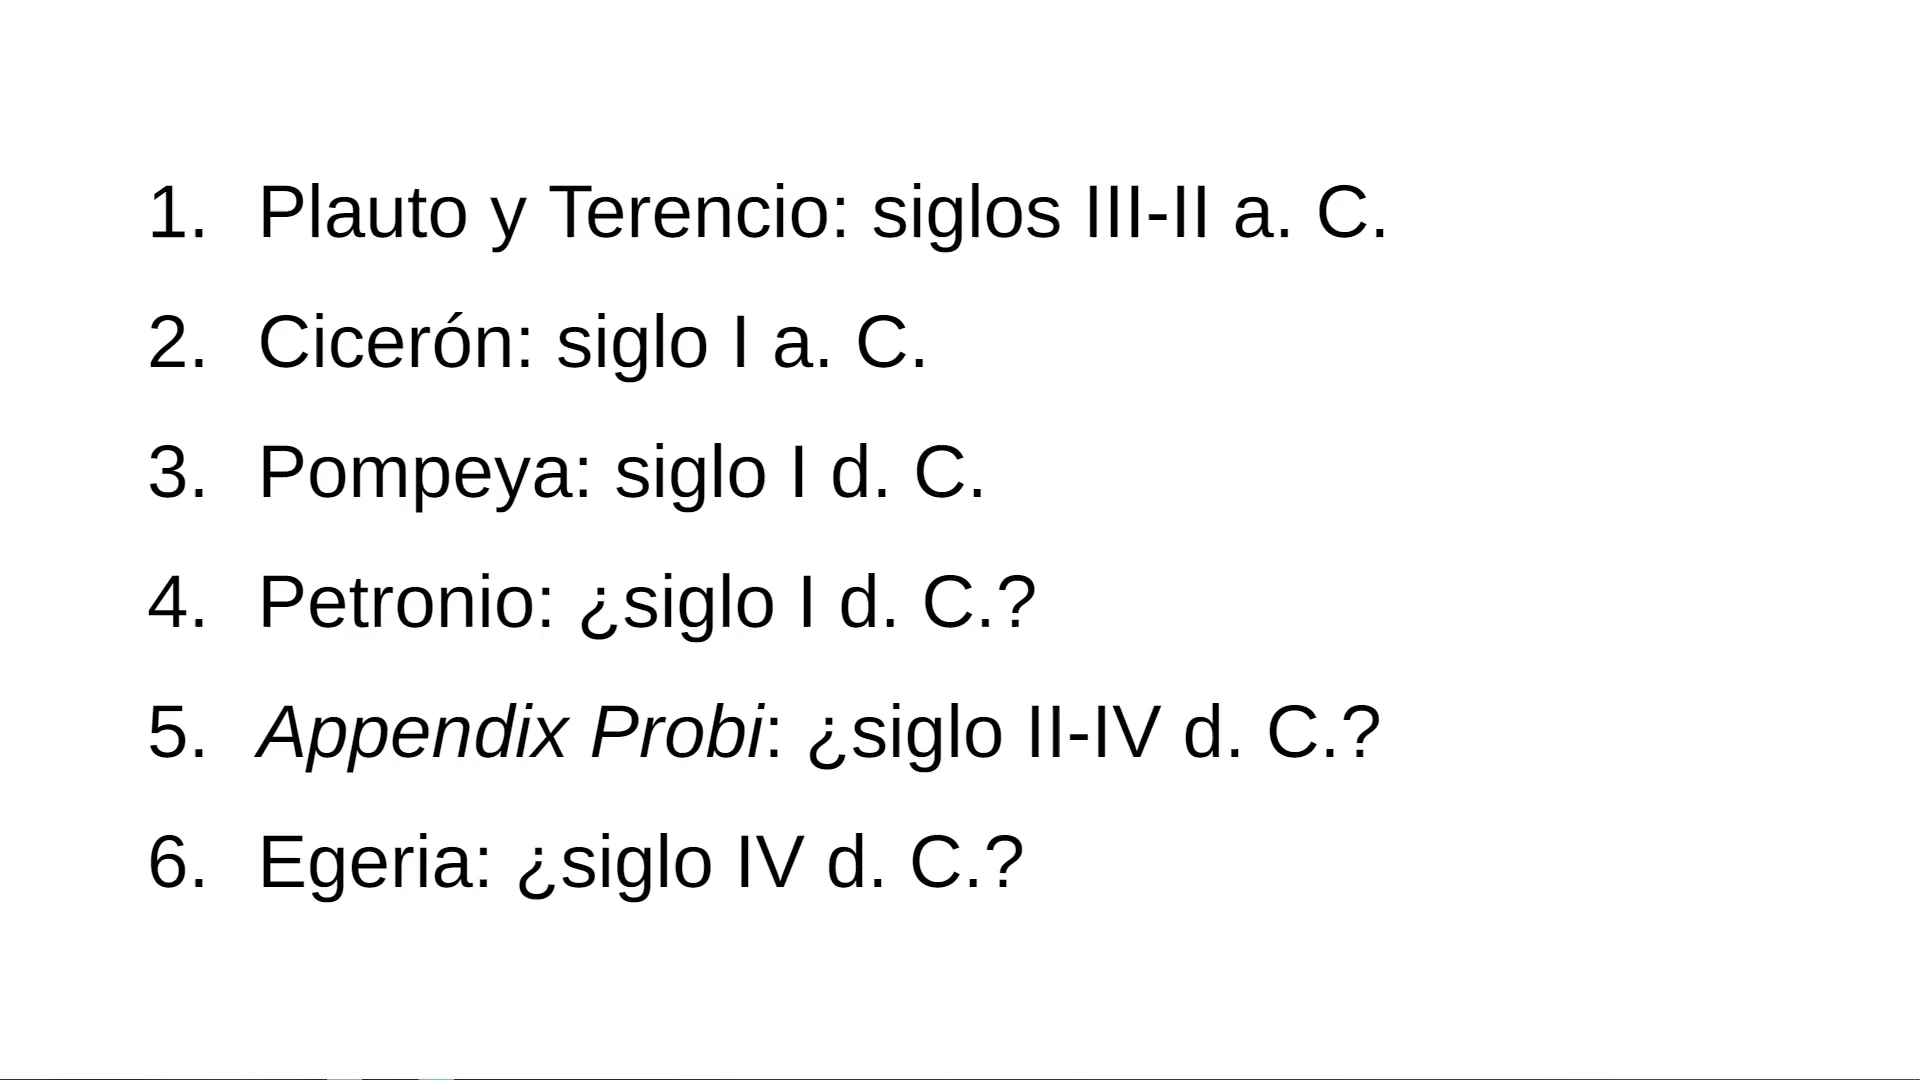 1. Plauto y Terencio: siglos III-II a. C.
2. Cicerón: siglo I a. C.
3. Pompeya: siglo I d. C.
4. Petronio: ¿siglo I d. C.?
5. Appendix Probi: ¿siglo II-IV d. C.?
6. Egeria: ¿siglo IV d. C.?